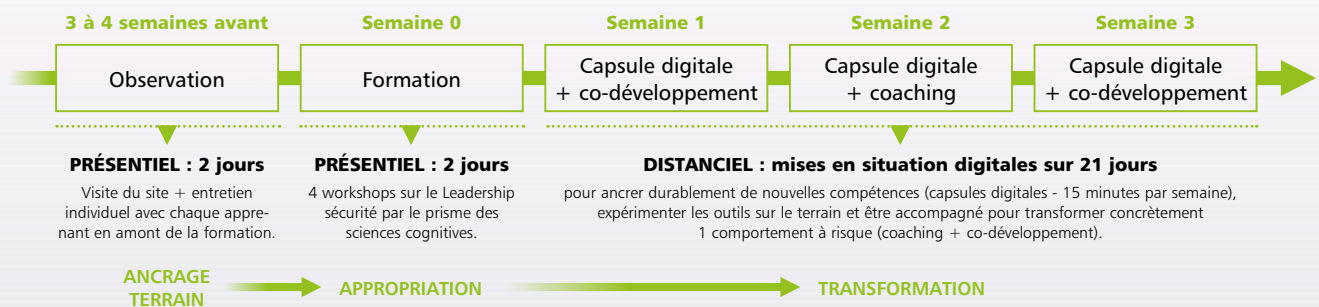 3 à 4 semaines avant
Semaine 0
Semaine 1
Semaine 2
Semaine 3
Observation
Formation
Capsule digitale
+ co-développement
Capsule digitale
+ coaching
Capsule digitale
+ co-développement
PRÉSENTIEL : 2 jours
Visite du site + entretien
individuel avec chaque appre-
nant en amont de la formation.
PRÉSENTIEL : 2 jours
4 workshops sur le Leadership
sécurité par le prisme des
sciences cognitives.
DISTANCIEL : mises en situation digitales sur 21 jours
pour ancrer durablement de nouvelles compétences (capsules digitales - 15 minutes par semaine),
expérimenter les outils sur le terrain et être accompagné pour transformer concrètement
1 comportement à risque (coaching + co-développement).
ANCRAGE
TERRAIN
APPROPRIATION
TRANSFORMATION